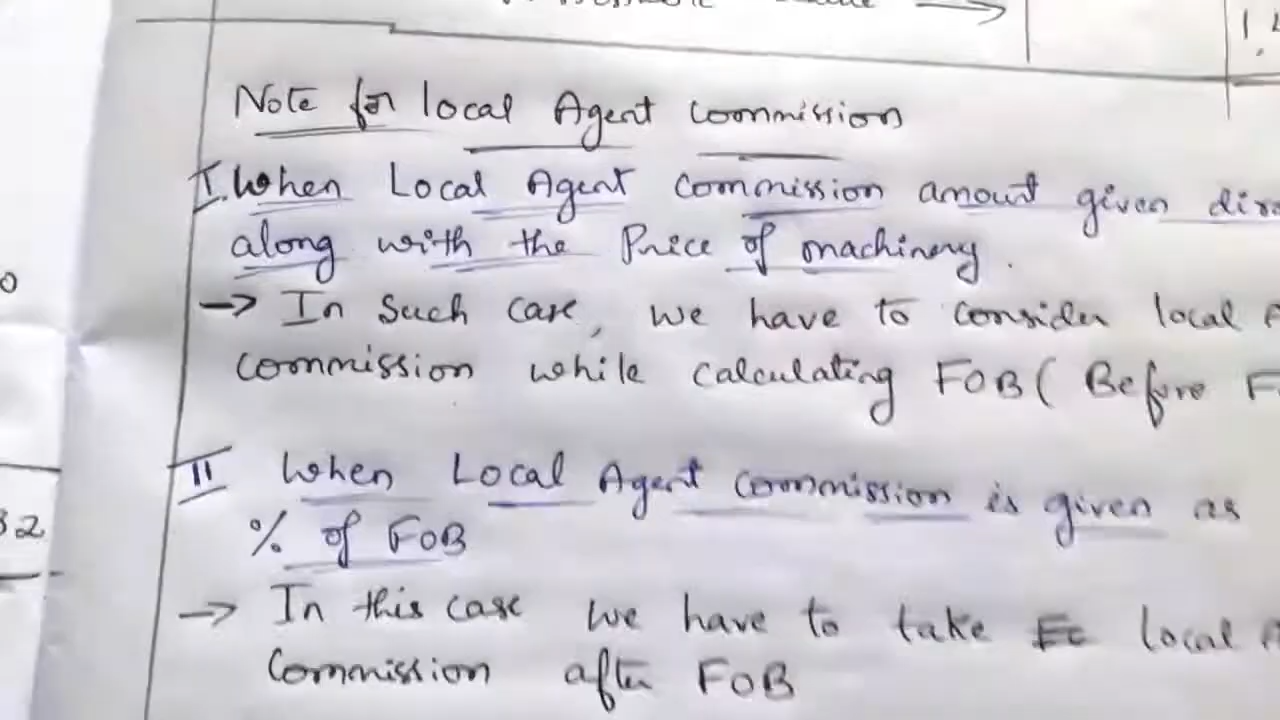 Note for local Agent commission
I. When Local Agent commission amout given
along with the Price of machinery.
→ In such case, we have to consider local
commission while calculating FOB ( Before
II When Local Agent commission is given as
% of FOB
→ In this case we have to take local
commission after FOB
32